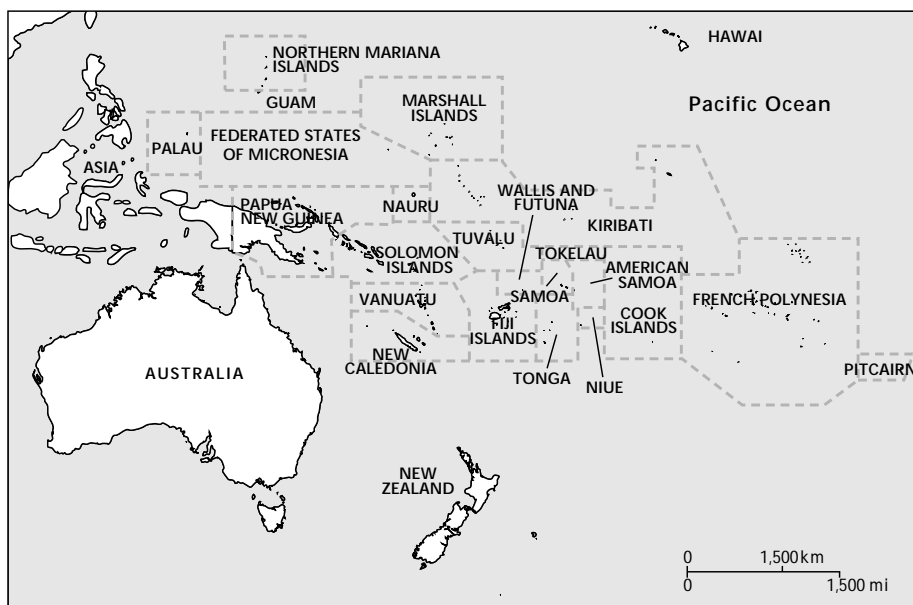 HAWAI
NORTHERN MARIANA
ISLANDS
GUAM
MARSHALL
ISLANDS
Pacific Ocean
PALAU
FEDERATED STATES
OF MICRONESIA
ASIA
PAPUA
NEW GUINEA
NAURU
WALLIS AND
FUTUNA
KIRIBATI
TUVALU
SOLOMON
ISLANDS
TOKELAU
AMERICAN
SAMOA
SAMOA
VANUATU
FRENCH POLYNESIA
COOK
ISLANDS
FIJI
ISLANDS
NEW
CALEDONIA
TONGA
NIUE
PITCAIRN
AUSTRALIA
NEW
ZEALAND
0 1,500 km
0 1,500 mi